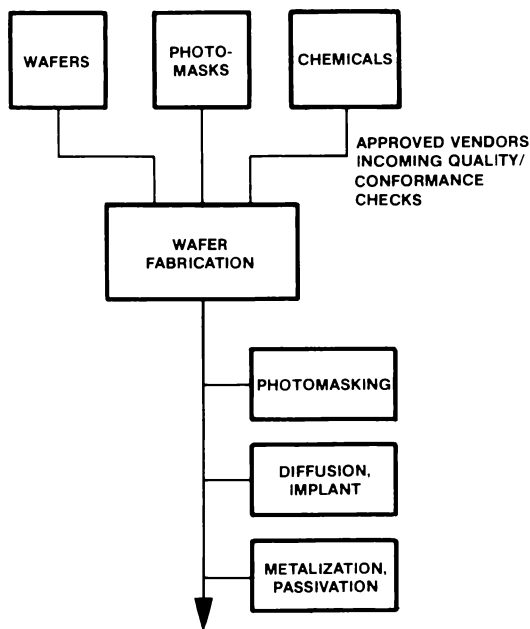 WAFERS
PHOTO-
MASKS
CHEMICALS
APPROVED VENDORS
INCOMING QUALITY/
CONFORMANCE
CHECKS
WAFER
FABRICATION
PHOTOMASKING
DIFFUSION,
IMPLANT
METALIZATION,
PASSIVATION